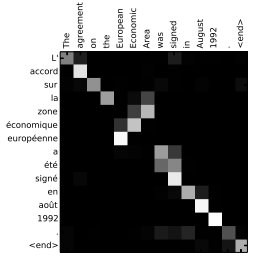 The agreement on the European Economic Area was signed in August 1992 . <end>
L'
accord
sur
la
zone
économique
européenne
a
été
signé
en
août
1992
.
<end>